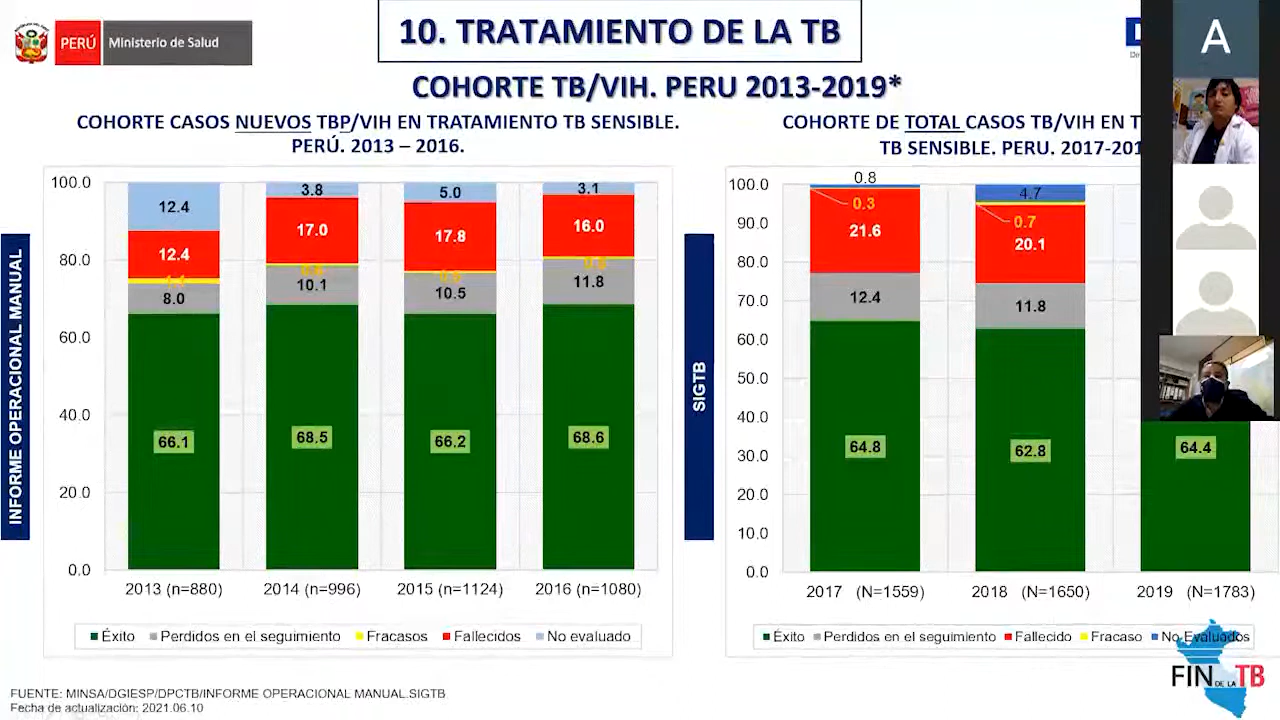 PERÚ
Ministerio de Salud
10. TRATAMIENTO DE LA TB
A
COHORTE TB/VIH. PERU 2013-2019*
COHORTE CASOS NUEVOS TBP/VIH EN TRATAMIENTO TB SENSIBLE.
PERÚ. 2013 – 2016.
COHORTE DE TOTAL CASOS TB/VIH EN T
TB SENSIBLE. PERU. 2017-201
INFORME OPERACIONAL MANUAL
100.0
80.0
60.0
40.0
20.0
0.0
12.4
12.4
8.0
66.1
3.8
17.0
10.1
68.5
5.0
17.8
10.5
66.2
3.1
16.0
11.8
68.6
2013 (n=880) 2014 (n=996) 2015 (n=1124) 2016 (n=1080)
Éxito Perdidos en el seguimiento Fracasos Fallecidos No evaluado
SIGTB
100.0
90.0
80.0
70.0
60.0
50.0
40.0
30.0
20.0
10.0
0.0
0.8
0.3
21.6
12.4
64.8
4.7
0.7
20.1
11.8
62.8
64.4
2017 (N=1559) 2018 (N=1650) 2019 (N=1783)
Éxito Perdidos en el seguimiento Fallecido Fracaso No Evaluados
FIN DE LA TB
FUENTE: MINSA/DGIESP/DPCTB/INFORME OPERACIONAL MANUAL.SIGTB
Fecha de actualización: 2021.06.10